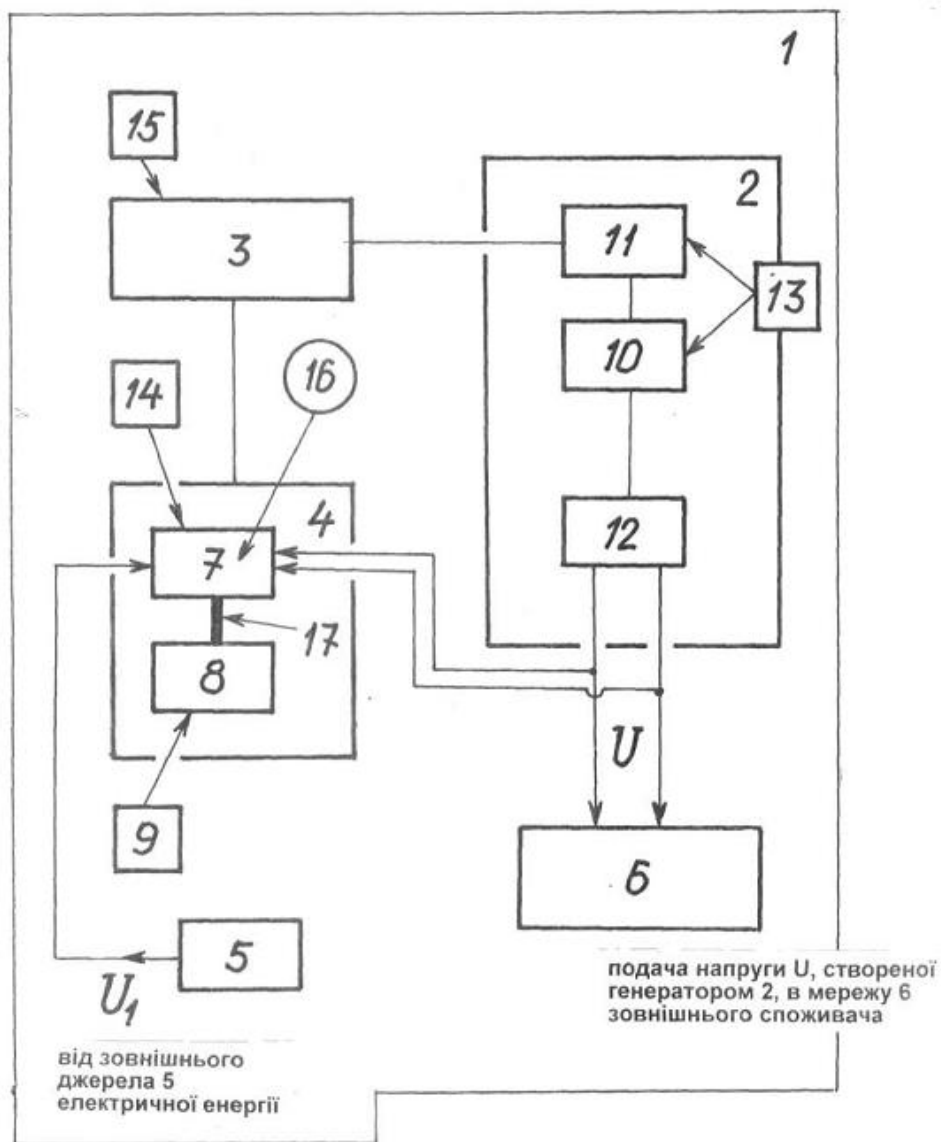 1
15
2
3
11
13
10
14
16
4
12
7
17
8
U
9
6
5
U₁
подача напруги U, створеної
генератором 2, в мережу 6
зовнішнього споживача
від зовнішнього
джерела 5
електричної енергії